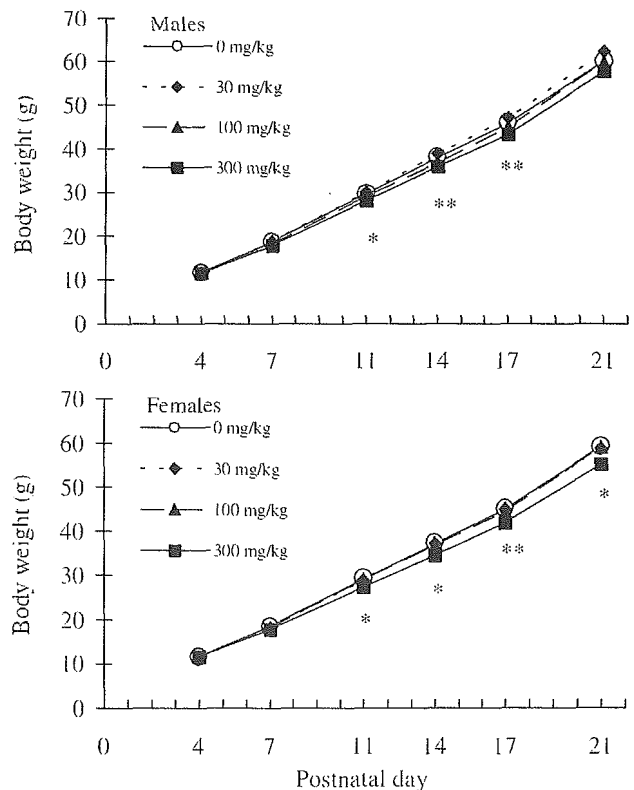 70
Males
0 mg/kg
60
30 mg/kg
50
100 mg/kg
40
300 mg/kg
30
20
10
0
Body weight (g)
*
**
**
0 4 7 11 14 17 21
70
Females
0 mg/kg
60
30 mg/kg
50
100 mg/kg
40
300 mg/kg
30
20
10
0
Body weight (g)
*
*
**
*
0 4 7 11 14 17 21
Postnatal day